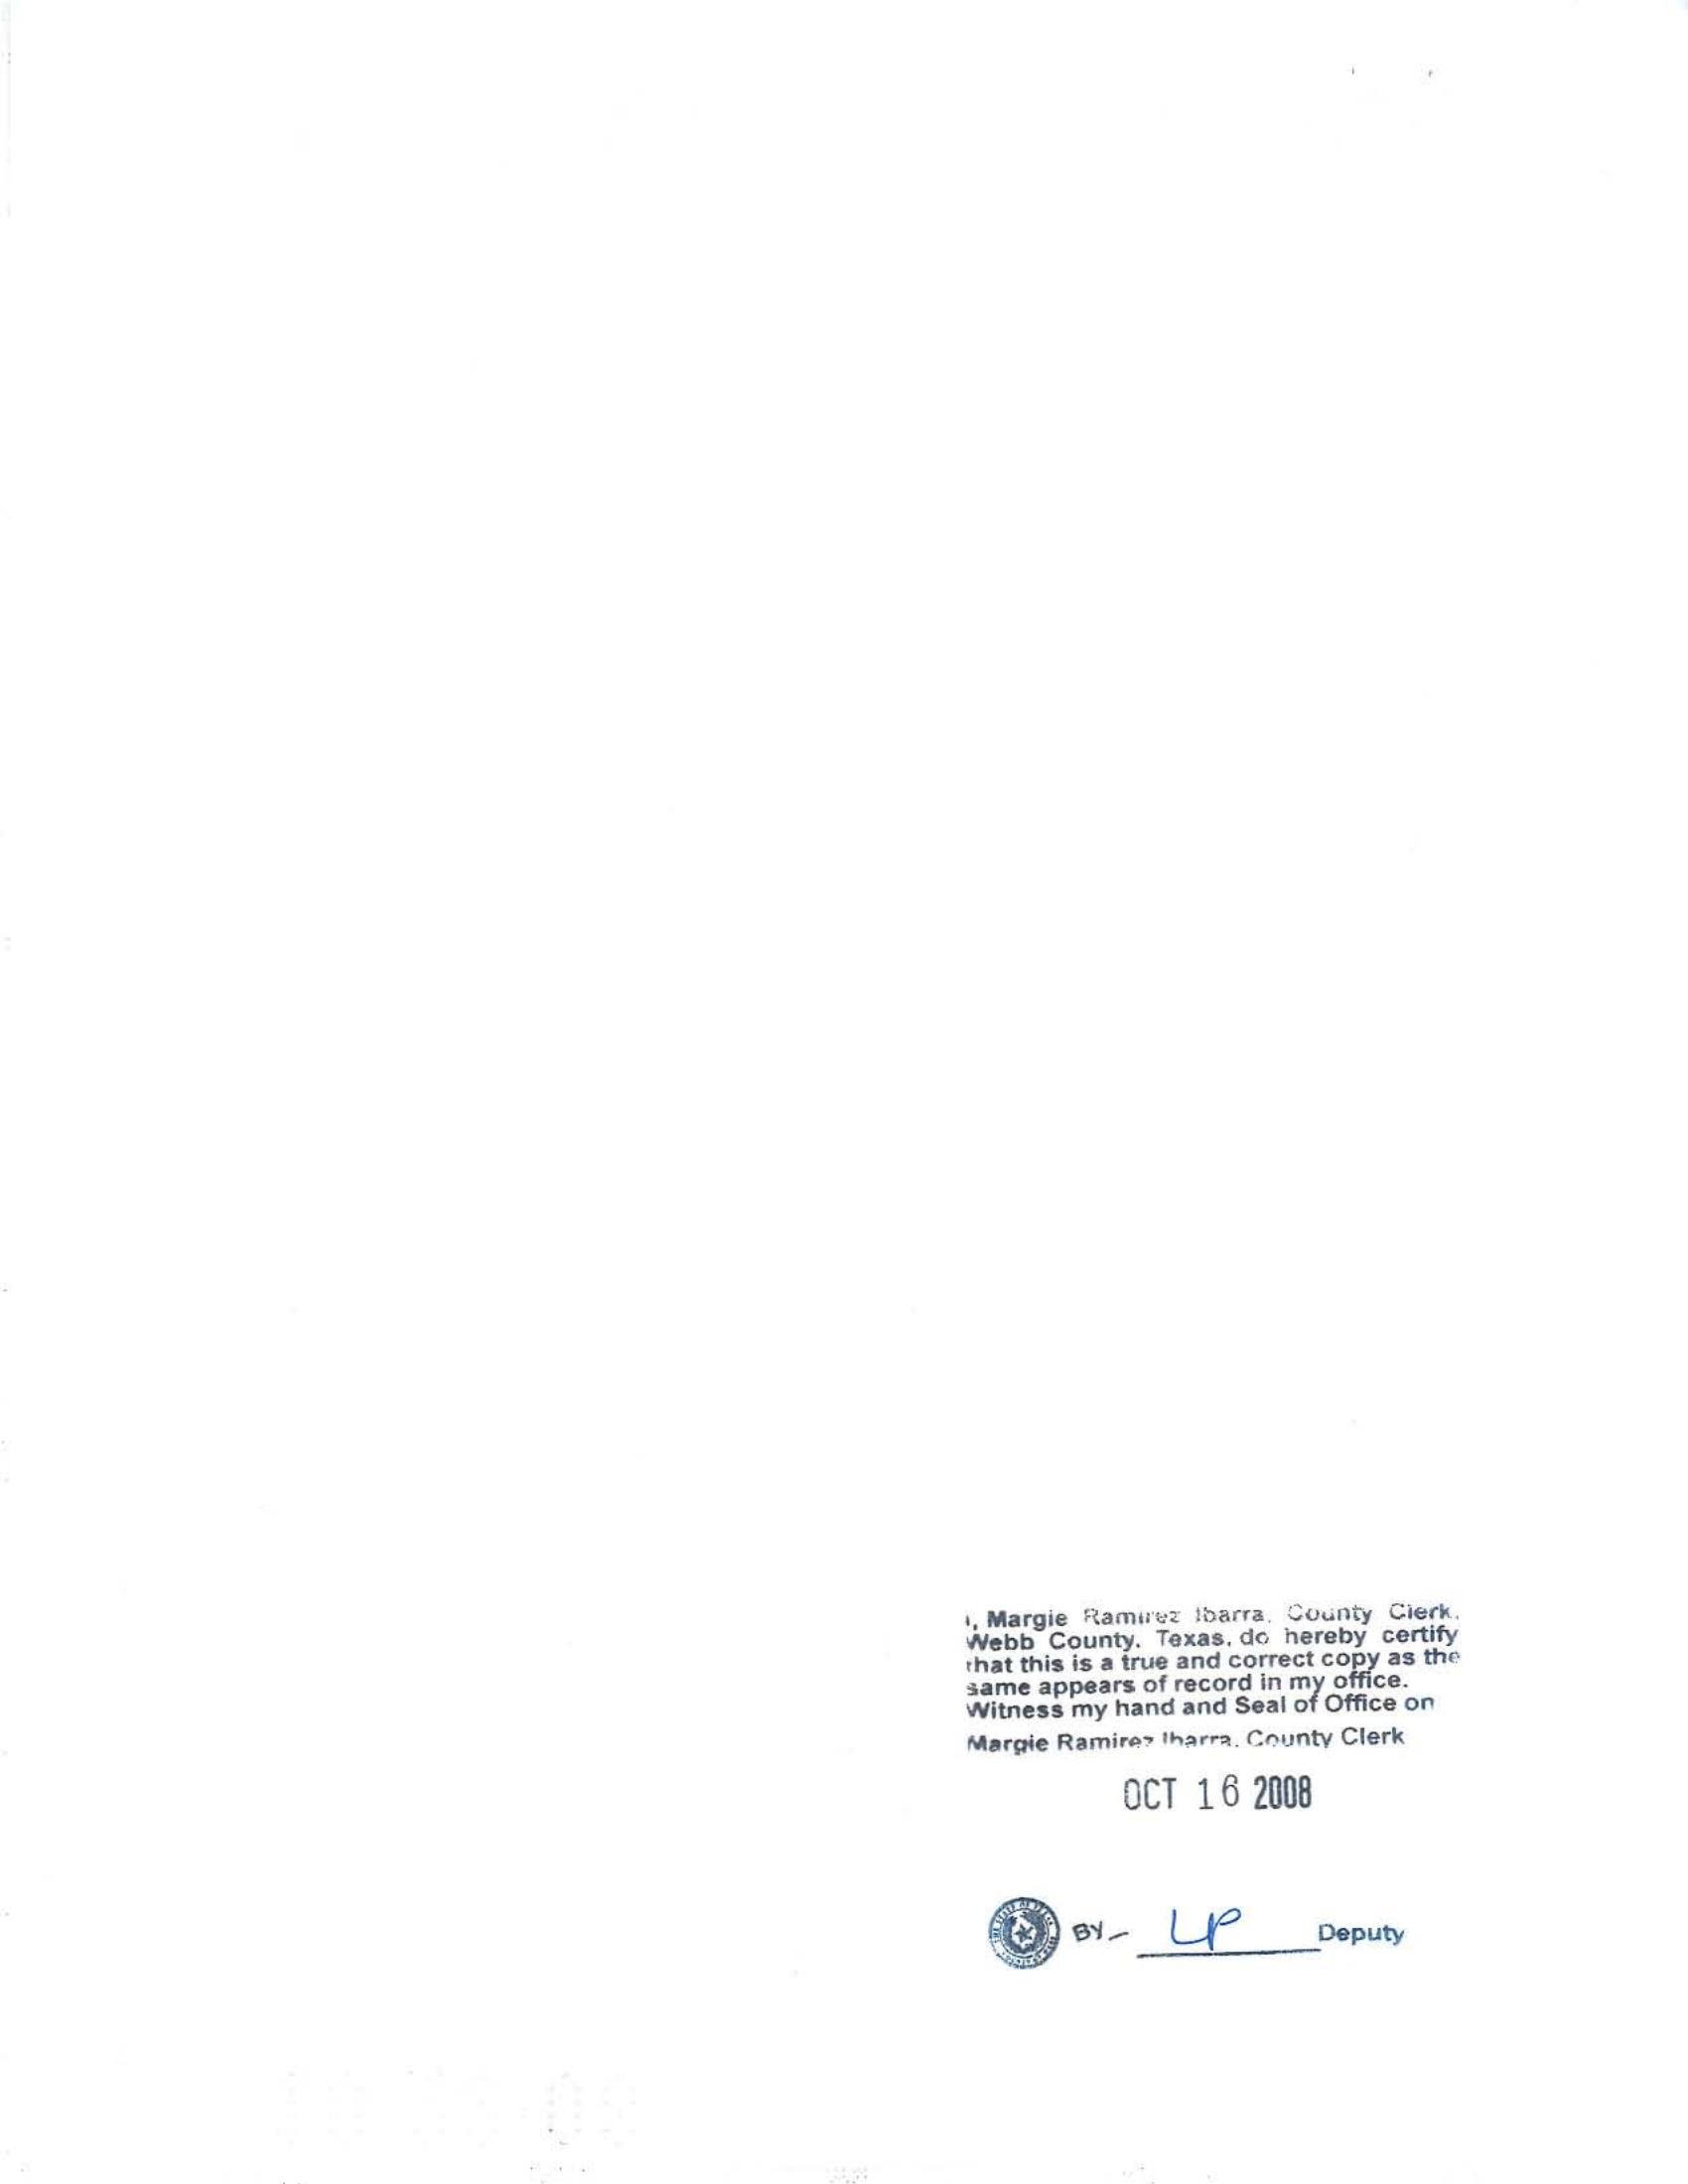 I, Margie Ramirez Ibarra, County Clerk,
Webb County, Texas, do hereby certify
that this is a true and correct copy as the
same appears of record in my office.
Witness my hand and Seal of Office on
Margie Ramirez Ibarra, County Clerk
OCT 16 2008
BY- LP Deputy